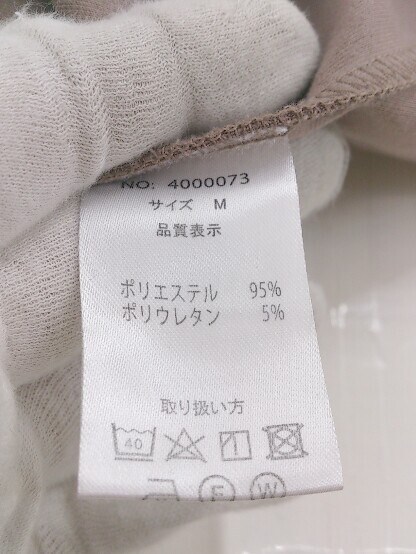 NO: 4000073
サイズ M
品質表示
ポリエステル 95%
ポリウレタン 5%
取り扱い方
40
F W